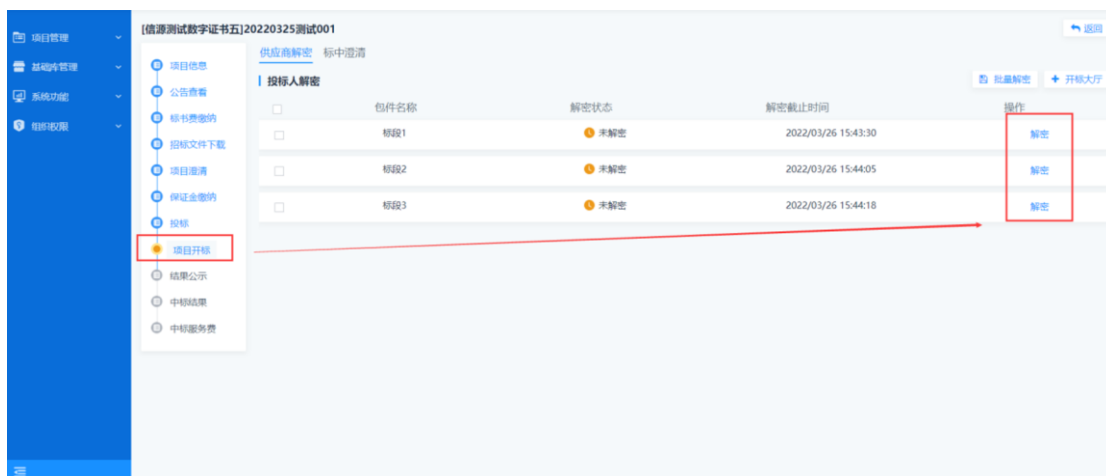 [信源测试数字证书五]20220325测试001
返回
项目管理
基础库管理
系统功能
组织权限
项目信息
公告查看
标书费缴纳
招标文件下载
项目澄清
保证金缴纳
投标
项目开标
结果公示
中标结果
中标服务费
供应商解密 标中澄清
投标人解密
批量解密 开标大厅
包件名称 解密状态 解密截止时间 操作
标段1 未解密 2022/03/26 15:43:30 解密
标段2 未解密 2022/03/26 15:44:05 解密
标段3 未解密 2022/03/26 15:44:18 解密